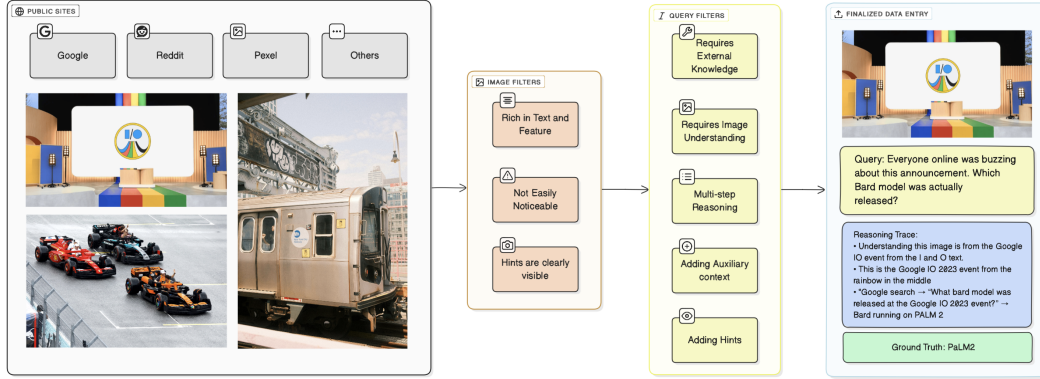 PUBLIC SITES
Google
Reddit
Pexel
Others
I/O
IMAGE FILTERS
Rich in Text and
Feature
Not Easily
Noticeable
Hints are clearly
visible
QUERY FILTERS
Requires
External
Knowledge
Requires Image
Understanding
Multi-step
Reasoning
Adding Auxiliary
context
Adding Hints
FINALIZED DATA ENTRY
I/O
Query: Everyone online was buzzing
about this announcement. Which
Bard model was actually
released?
Reasoning Trace:
• Understanding this image is from the Google
IO event from the I and O text.
• This is the Google IO 2023 event from the
rainbow in the middle
• "Google search → "What bard model was
released at the Google IO 2023 event?" →
Bard running on PALM 2
Ground Truth: PaLM2